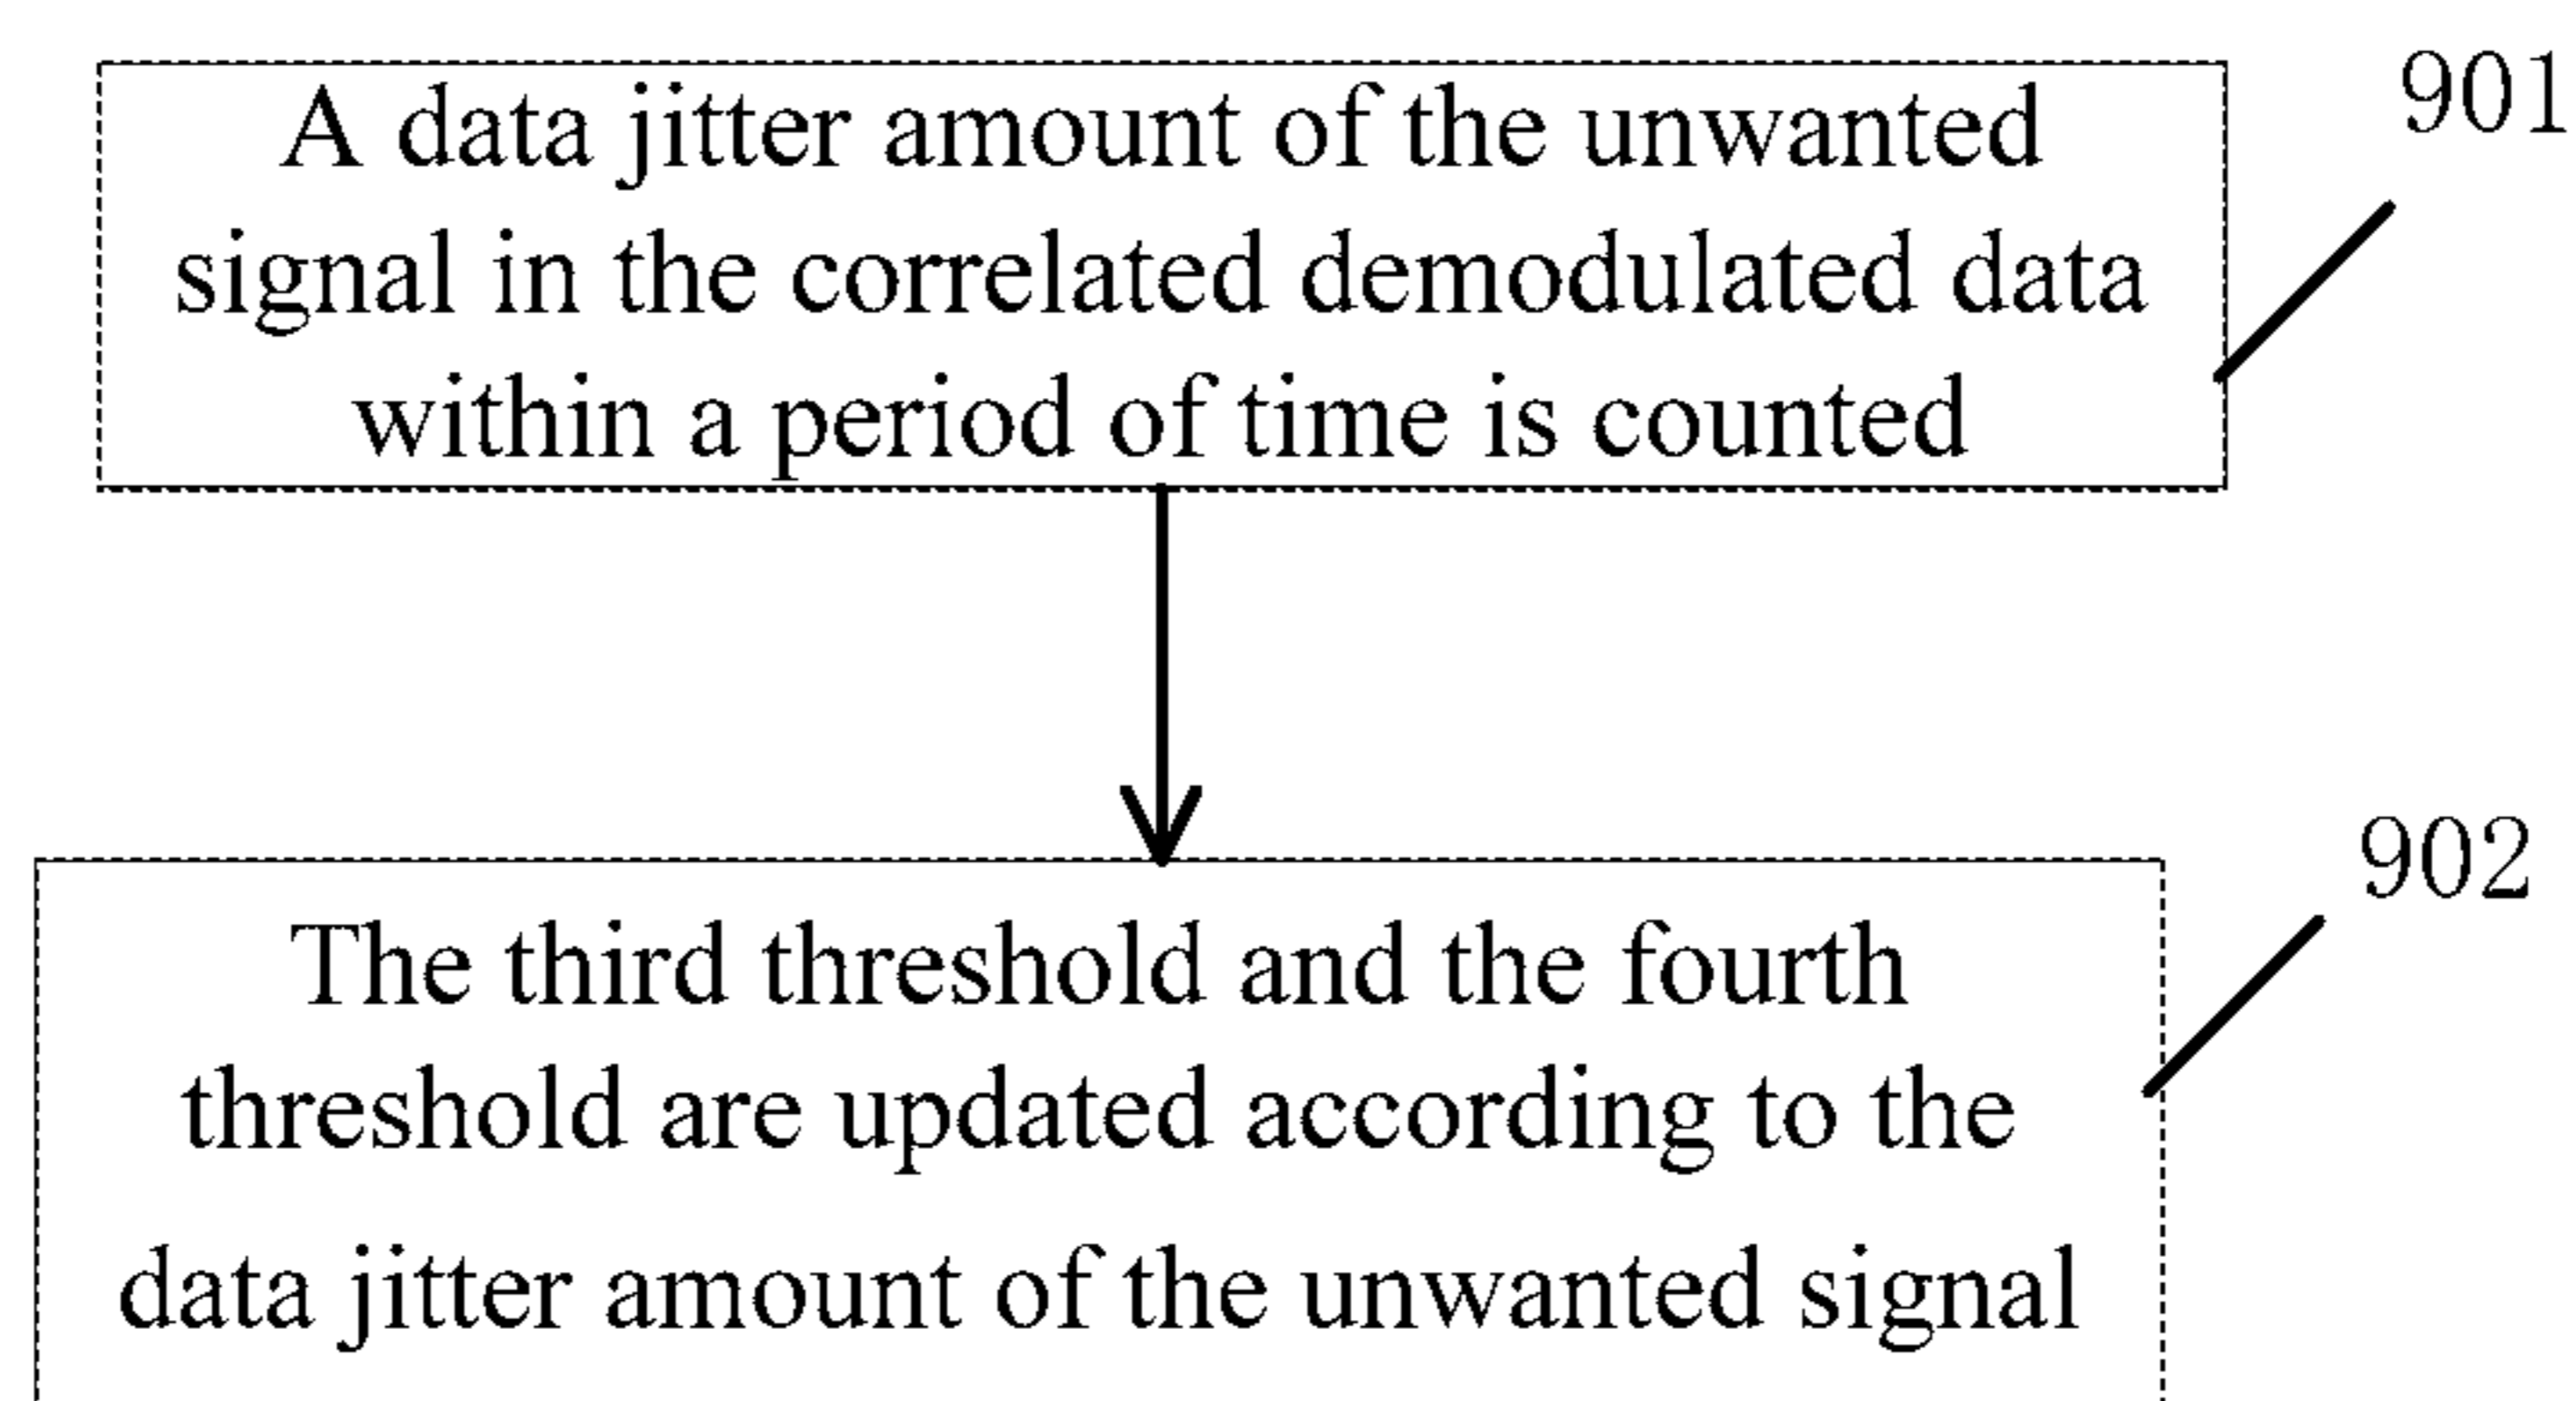 A data jitter amount of the unwanted
signal in the correlated demodulated data
within a period of time is counted
901
The third threshold and the fourth
threshold are updated according to the
data jitter amount of the unwanted signal
902